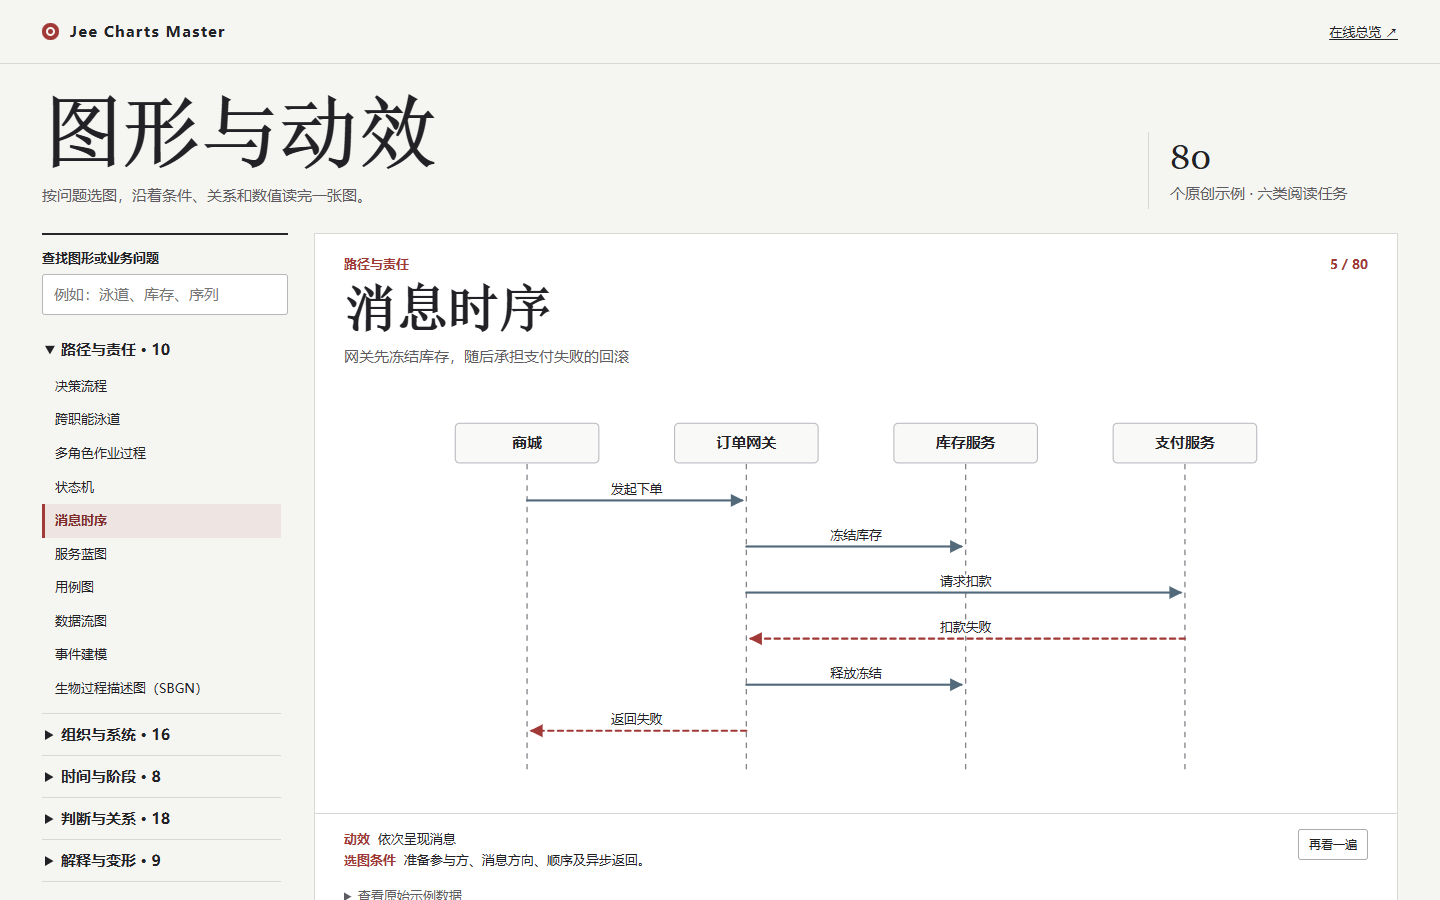 Jee Charts Master
在线总览 ↗
图形与动效
按问题选图，沿着条件、关系和数值读完一张图。
80
个原创示例 · 六类阅读任务
查找图形或业务问题
例如：泳道、库存、序列
▼ 路径与责任 • 10
决策流程
跨职能泳道
多角色作业过程
状态机
消息时序
服务蓝图
用例图
数据流图
事件建模
生物过程描述图（SBGN）
▶ 组织与系统 • 16
▶ 时间与阶段 • 8
▶ 判断与关系 • 18
▶ 解释与变形 • 9
路径与责任
5 / 80
消息时序
网关先冻结库存，随后承担支付失败的回滚
商城
订单网关
库存服务
支付服务
发起下单
冻结库存
请求扣款
扣款失败
释放冻结
返回失败
动效 依次呈现消息
选图条件 准备参与方、消息方向、顺序及异步返回。
再看一遍
▶ 查看原始示例数据